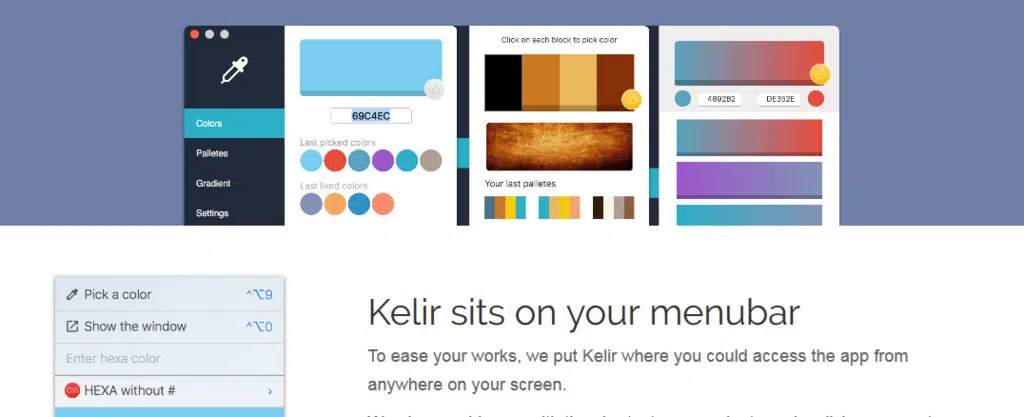 Click on each block to pick color
69C4EC
4892B2
DE352E
Colors
Last picked colors
Palletes
Gradient
Last liked colors
Your last palletes
Settings
Pick a color ^⌥9
Show the window ^⌥0
Enter hexa color
CSS HEXA without # ›
Kelir sits on your menubar
To ease your works, we put Kelir where you could access the app from
anywhere on your screen.